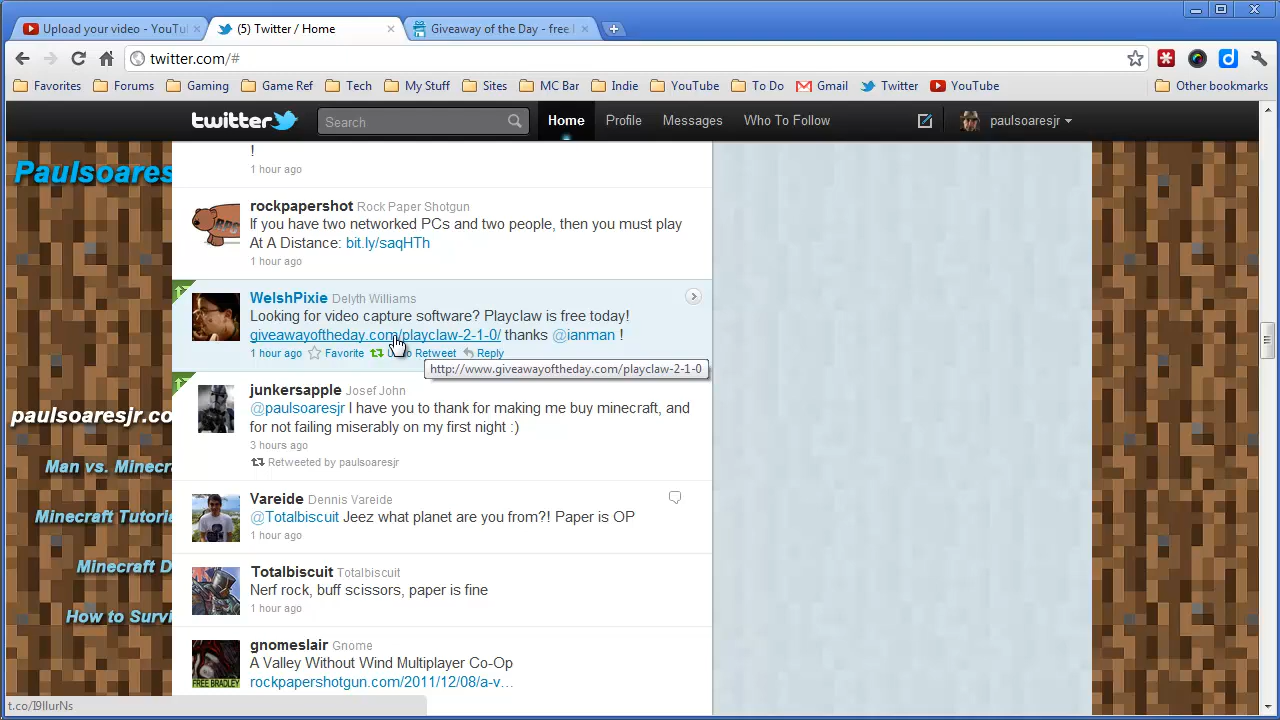 Upload your video - YouTu
(5) Twitter / Home
Giveaway of the Day - free
twitter.com/#
Favorites
Forums
Gaming
Game Ref
Tech
My Stuff
Sites
MC Bar
Indie
YouTube
To Do
Gmail
Twitter
YouTube
Other bookmarks
twitter
Search
Home
Profile
Messages
Who To Follow
paulsoaresjr
Paulsoares
paulsoaresjr.co
Man vs. Minecr
Minecraft Tutori
Minecraft D
How to Survi
!
1 hour ago
rockpapershot Rock Paper Shotgun
If you have two networked PCs and two people, then you must play
At A Distance: bit.ly/saqHTh
1 hour ago
WelshPixie Delyth Williams
Looking for video capture software? Playclaw is free today!
giveawayoftheday.com/playclaw-2-1-0/ thanks @ianman !
1 hour ago Favorite Retweet Reply
http://www.giveawayoftheday.com/playclaw-2-1-0
junkersapple Josef John
@paulsoaresjr I have you to thank for making me buy minecraft, and
for not failing miserably on my first night :)
3 hours ago
Retweeted by paulsoaresjr
Vareide Dennis Vareide
@Totalbiscuit Jeez what planet are you from?! Paper is OP
1 hour ago
Totalbiscuit Totalbiscuit
Nerf rock, buff scissors, paper is fine
1 hour ago
gnomeslair Gnome
A Valley Without Wind Multiplayer Co-Op
rockpapershotgun.com/2011/12/08/a-v…
FREE BRADLEY